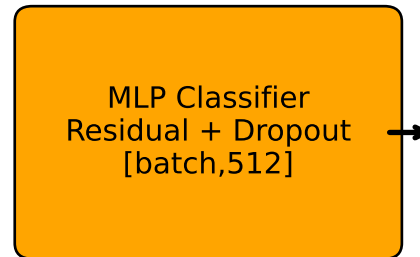 MLP Classifier
Residual + Dropout
[batch,512]